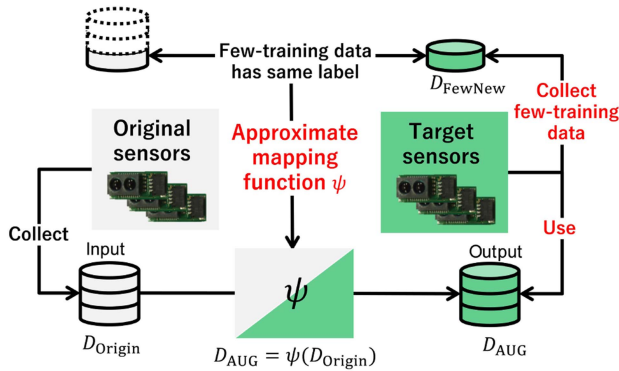 Few-training data
has same label
D_FewNew
Collect
few-training
data
Original
sensors
Approximate
mapping
function ψ
Target
sensors
Collect
Use
Input
Output
ψ
D_Origin
D_AUG = ψ(D_Origin)
D_AUG